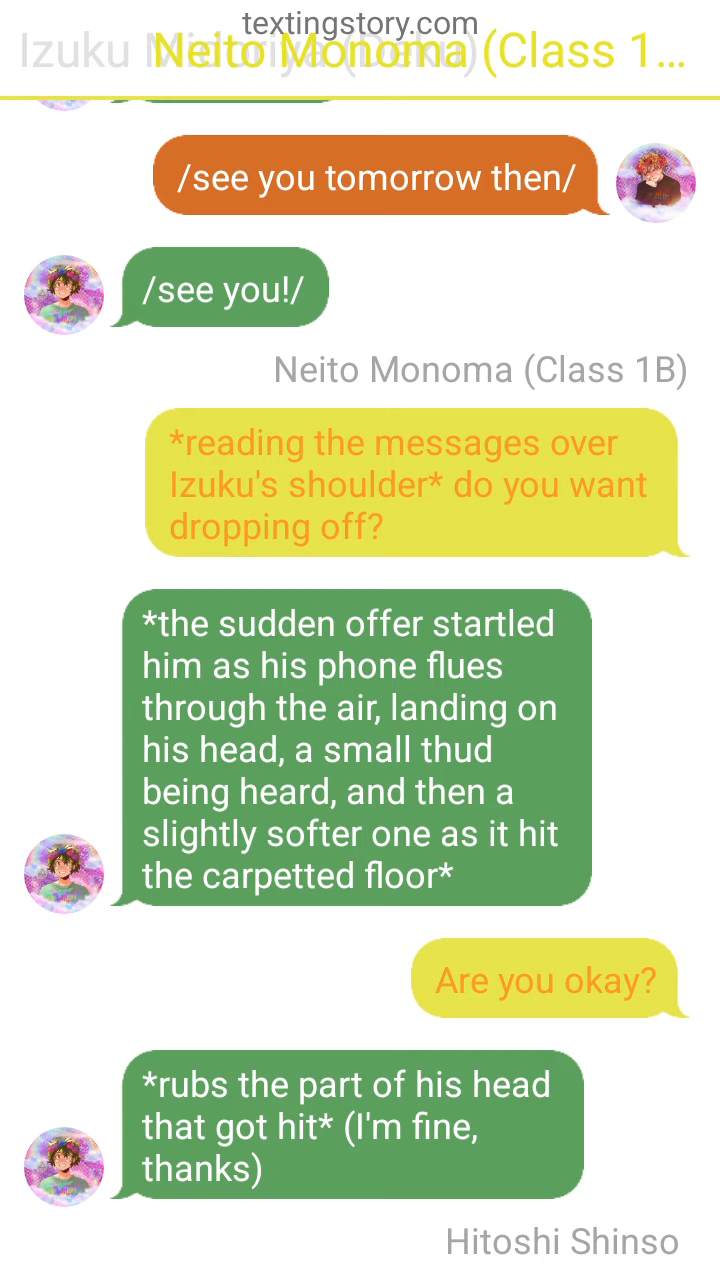 textingstory.com
Izuku Midoriya (Deku)
Neito Monoma (Class 1...
/see you tomorrow then/
/see you!/
Neito Monoma (Class 1B)
*reading the messages over
Izuku's shoulder* do you want
dropping off?
*the sudden offer startled
him as his phone flues
through the air, landing on
his head, a small thud
being heard, and then a
slightly softer one as it hit
the carpetted floor*
Are you okay?
*rubs the part of his head
that got hit* (I'm fine,
thanks)
Hitoshi Shinso